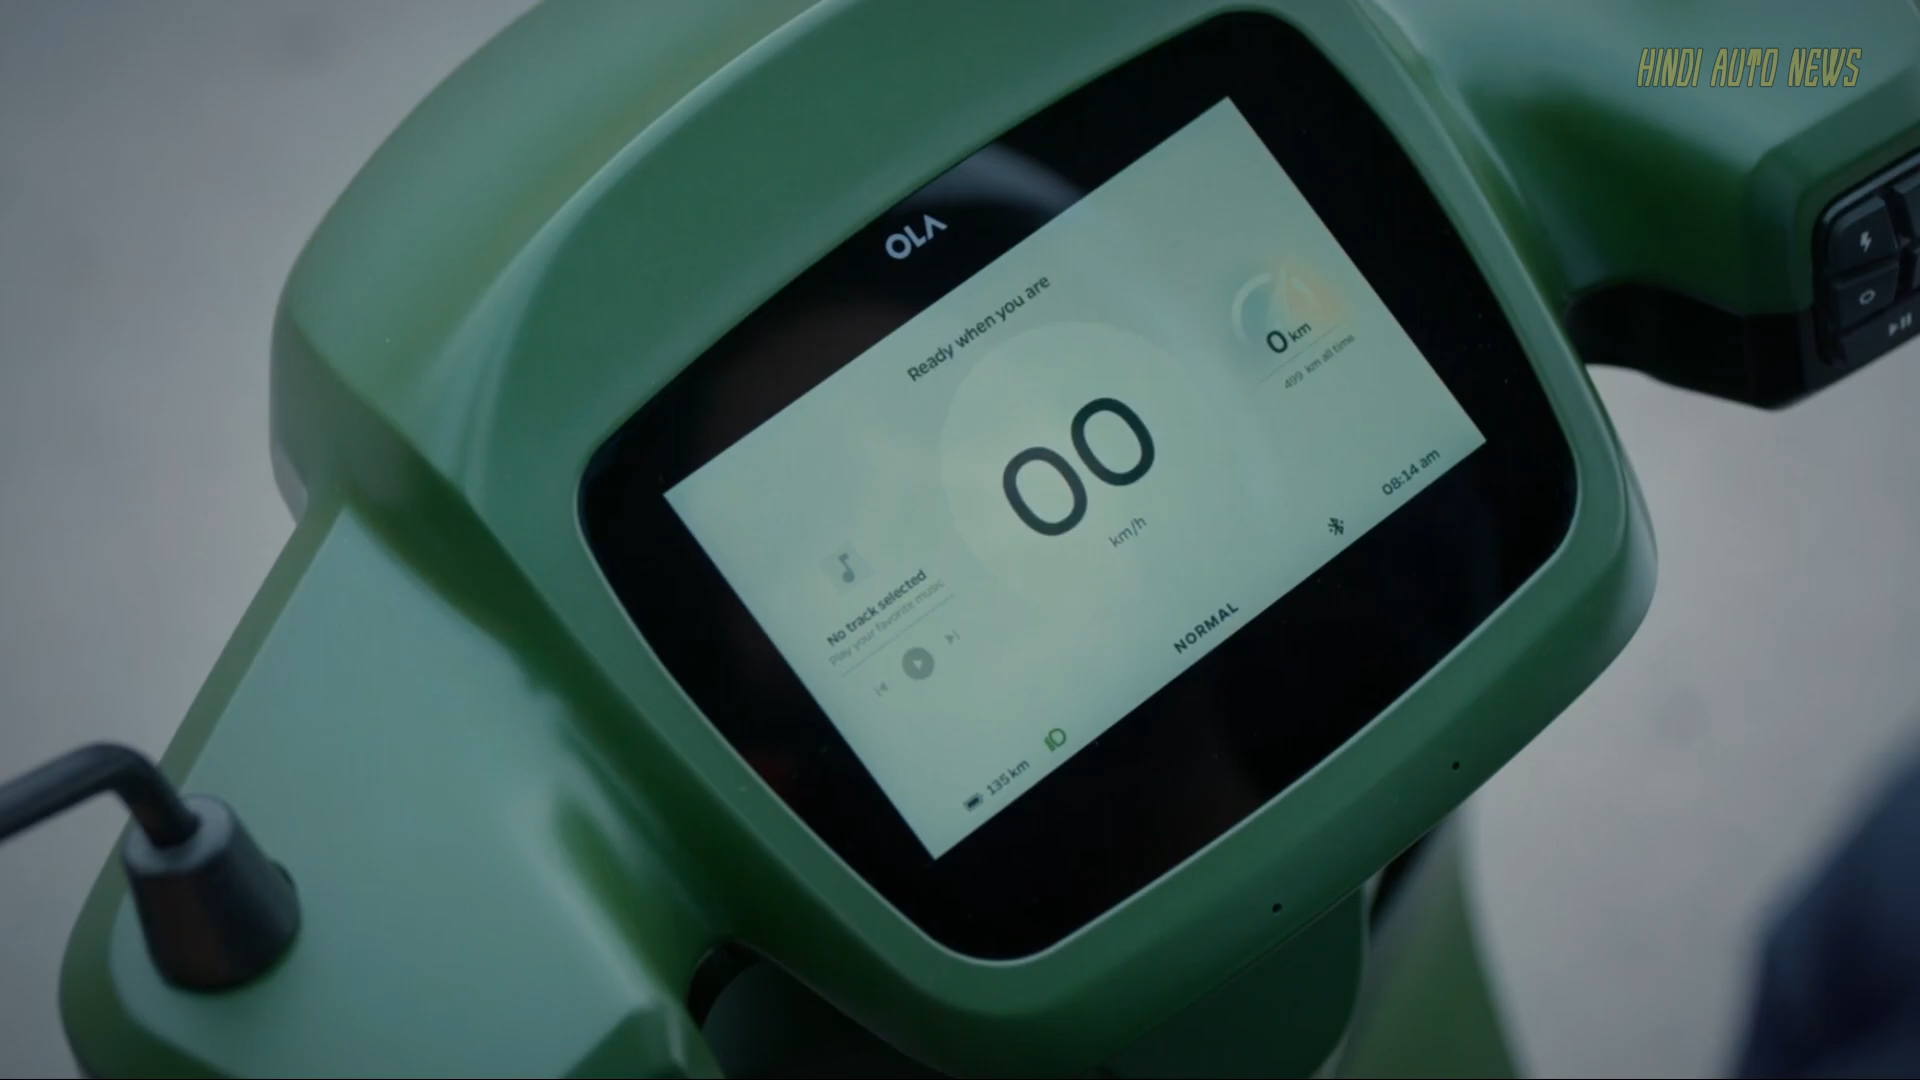 HINDI AUTO NEWS
OLA
Ready when you are
0 km
499 km all time
00
km/h
No track selected
Play your favorite music
08:14 am
NORMAL
135 km